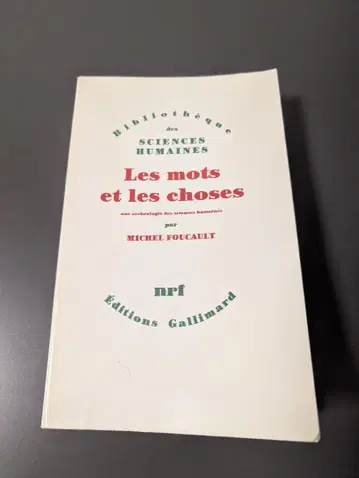 Bibliothèque
des
SCIENCES
HUMAINES
Les mots
et les choses
une archéologie des sciences humaines
par
MICHEL FOUCAULT
nrf
Éditions Gallimard